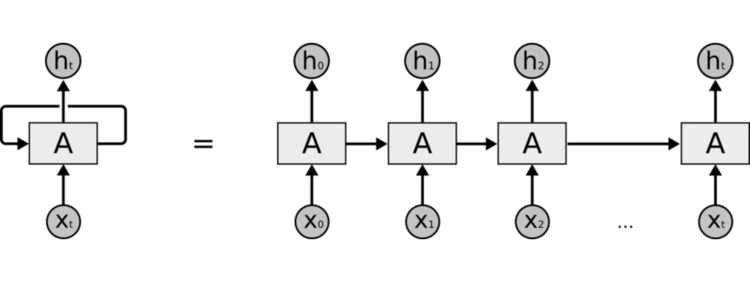 hₜ h₀ h₁ h₂ hₜ
A = A A A A
xₜ x₀ x₁ x₂ ... xₜ